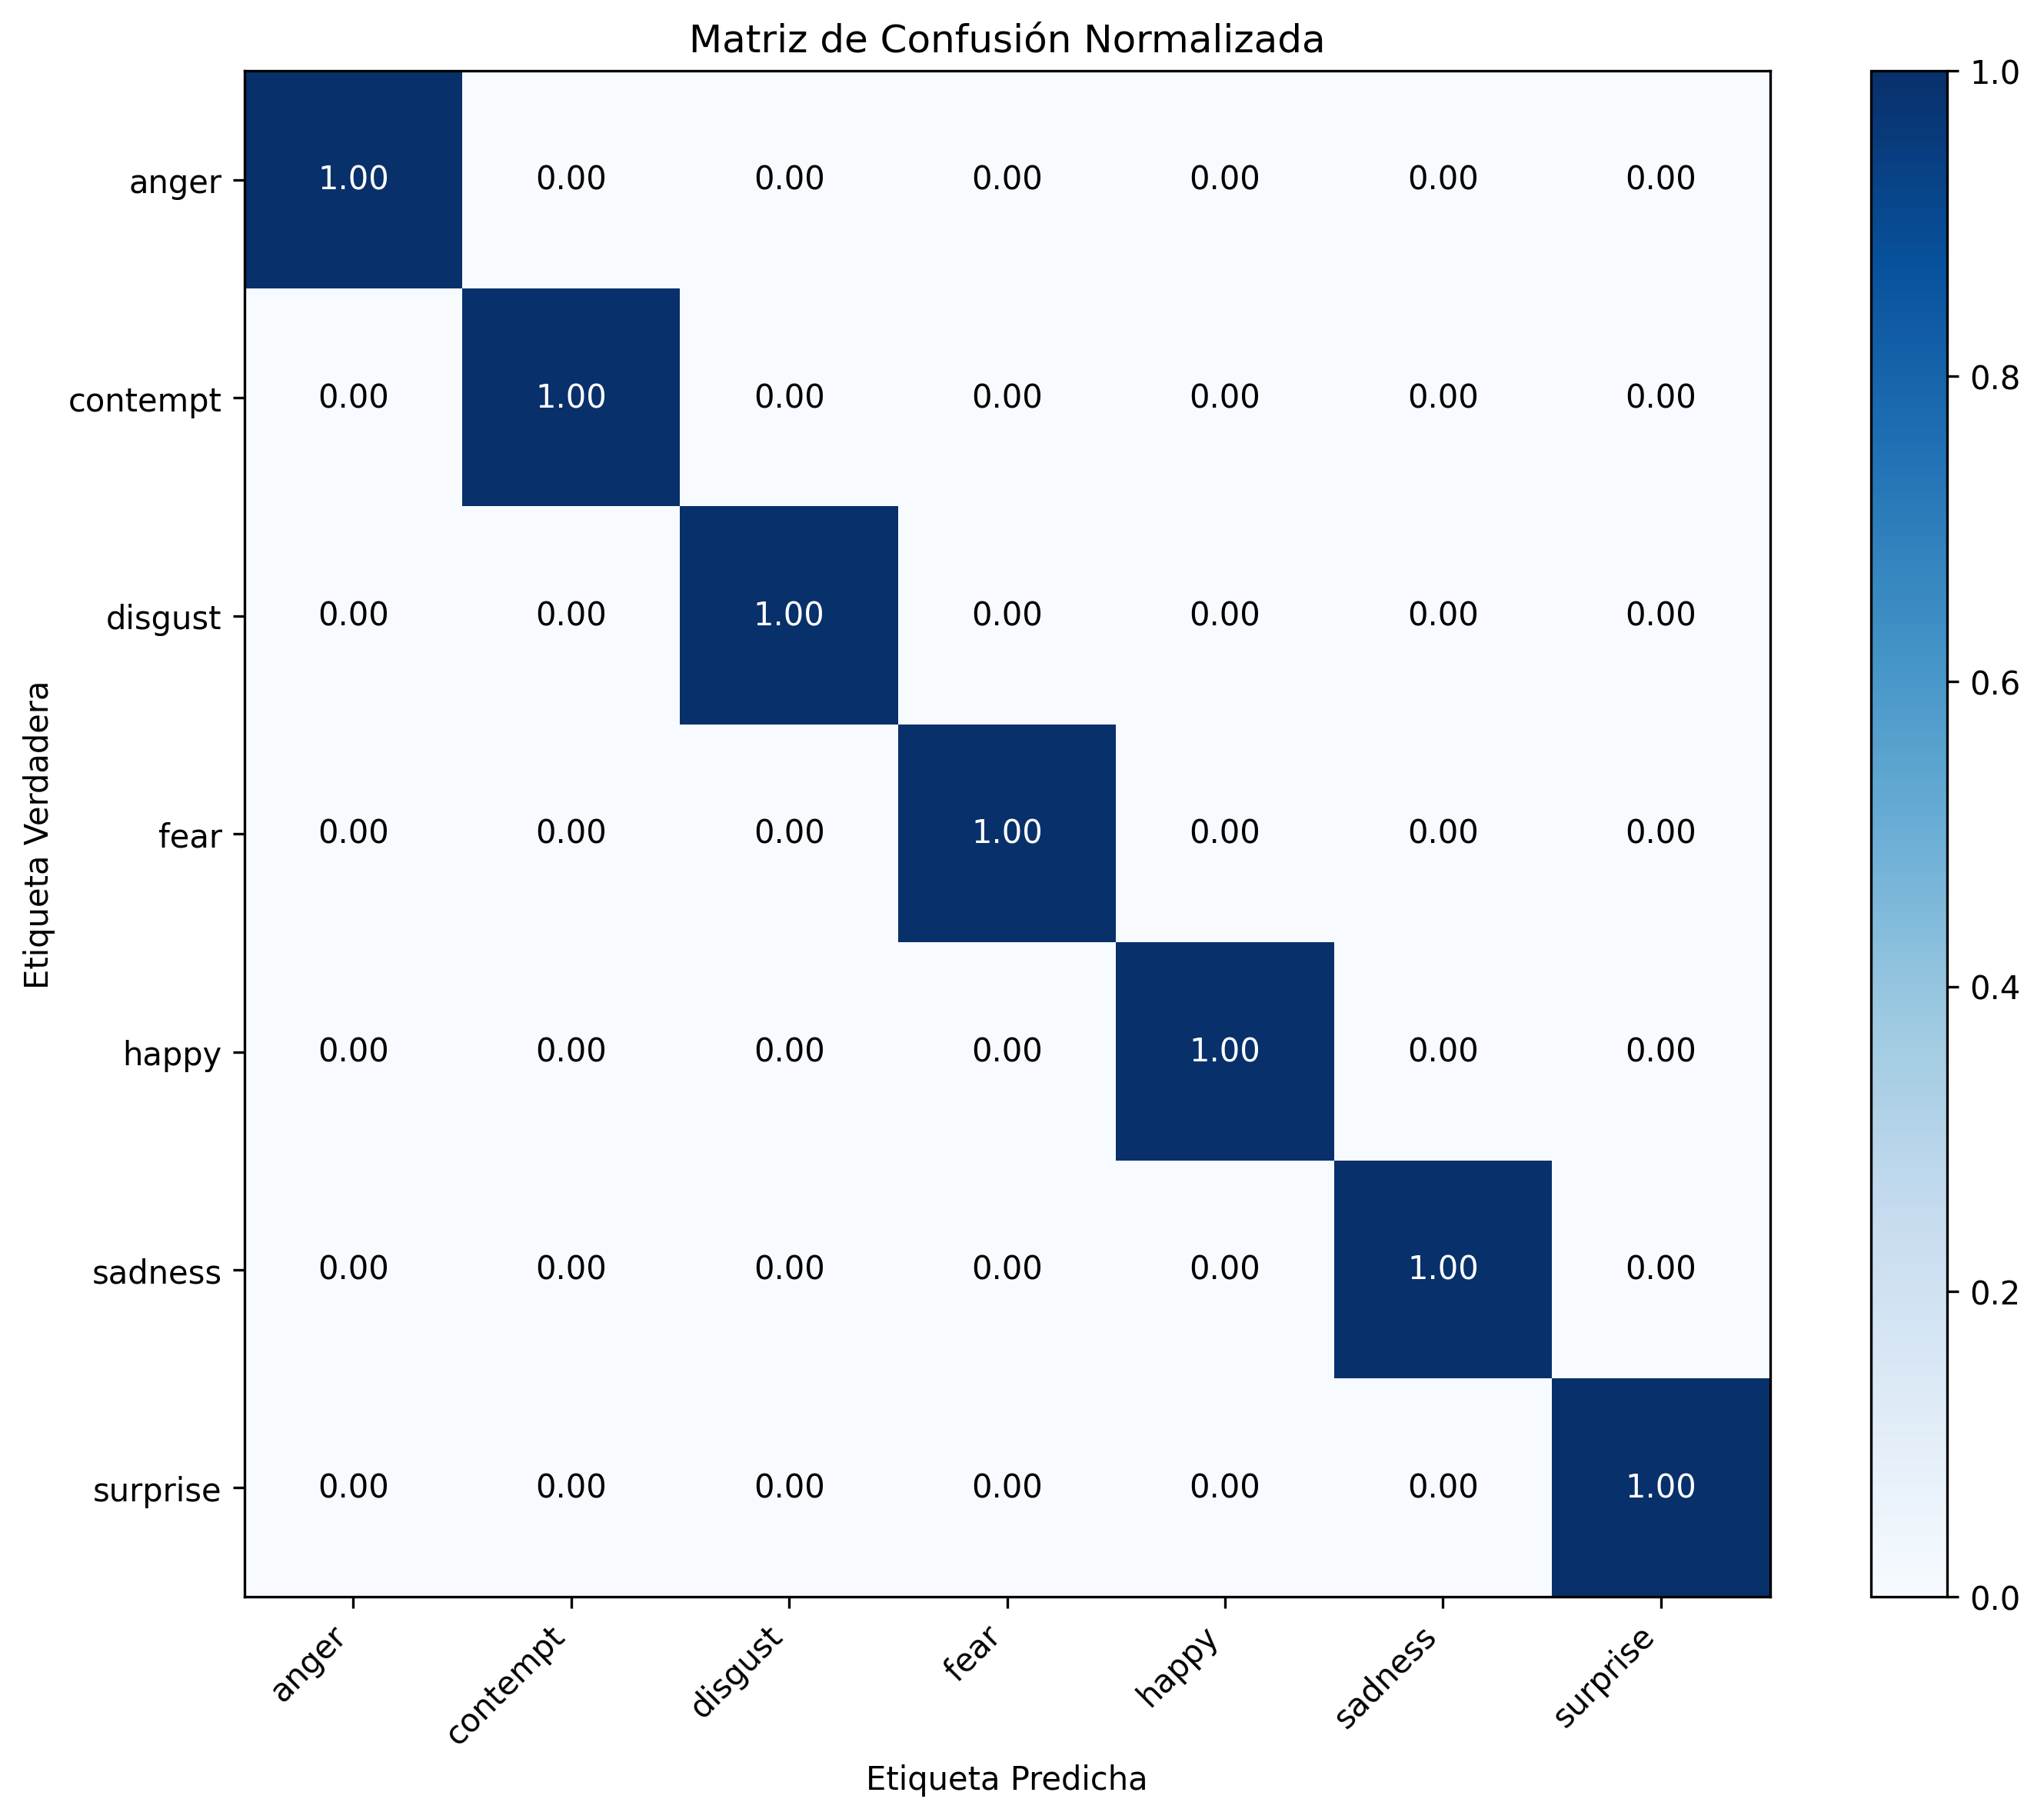 Matriz de Confusión Normalizada
anger 1.00 0.00 0.00 0.00 0.00 0.00 0.00
contempt 0.00 1.00 0.00 0.00 0.00 0.00 0.00
disgust 0.00 0.00 1.00 0.00 0.00 0.00 0.00
fear 0.00 0.00 0.00 1.00 0.00 0.00 0.00
happy 0.00 0.00 0.00 0.00 1.00 0.00 0.00
sadness 0.00 0.00 0.00 0.00 0.00 1.00 0.00
surprise 0.00 0.00 0.00 0.00 0.00 0.00 1.00
anger contempt disgust fear happy sadness surprise
Etiqueta Verdadera
Etiqueta Predicha
1.0
0.8
0.6
0.4
0.2
0.0